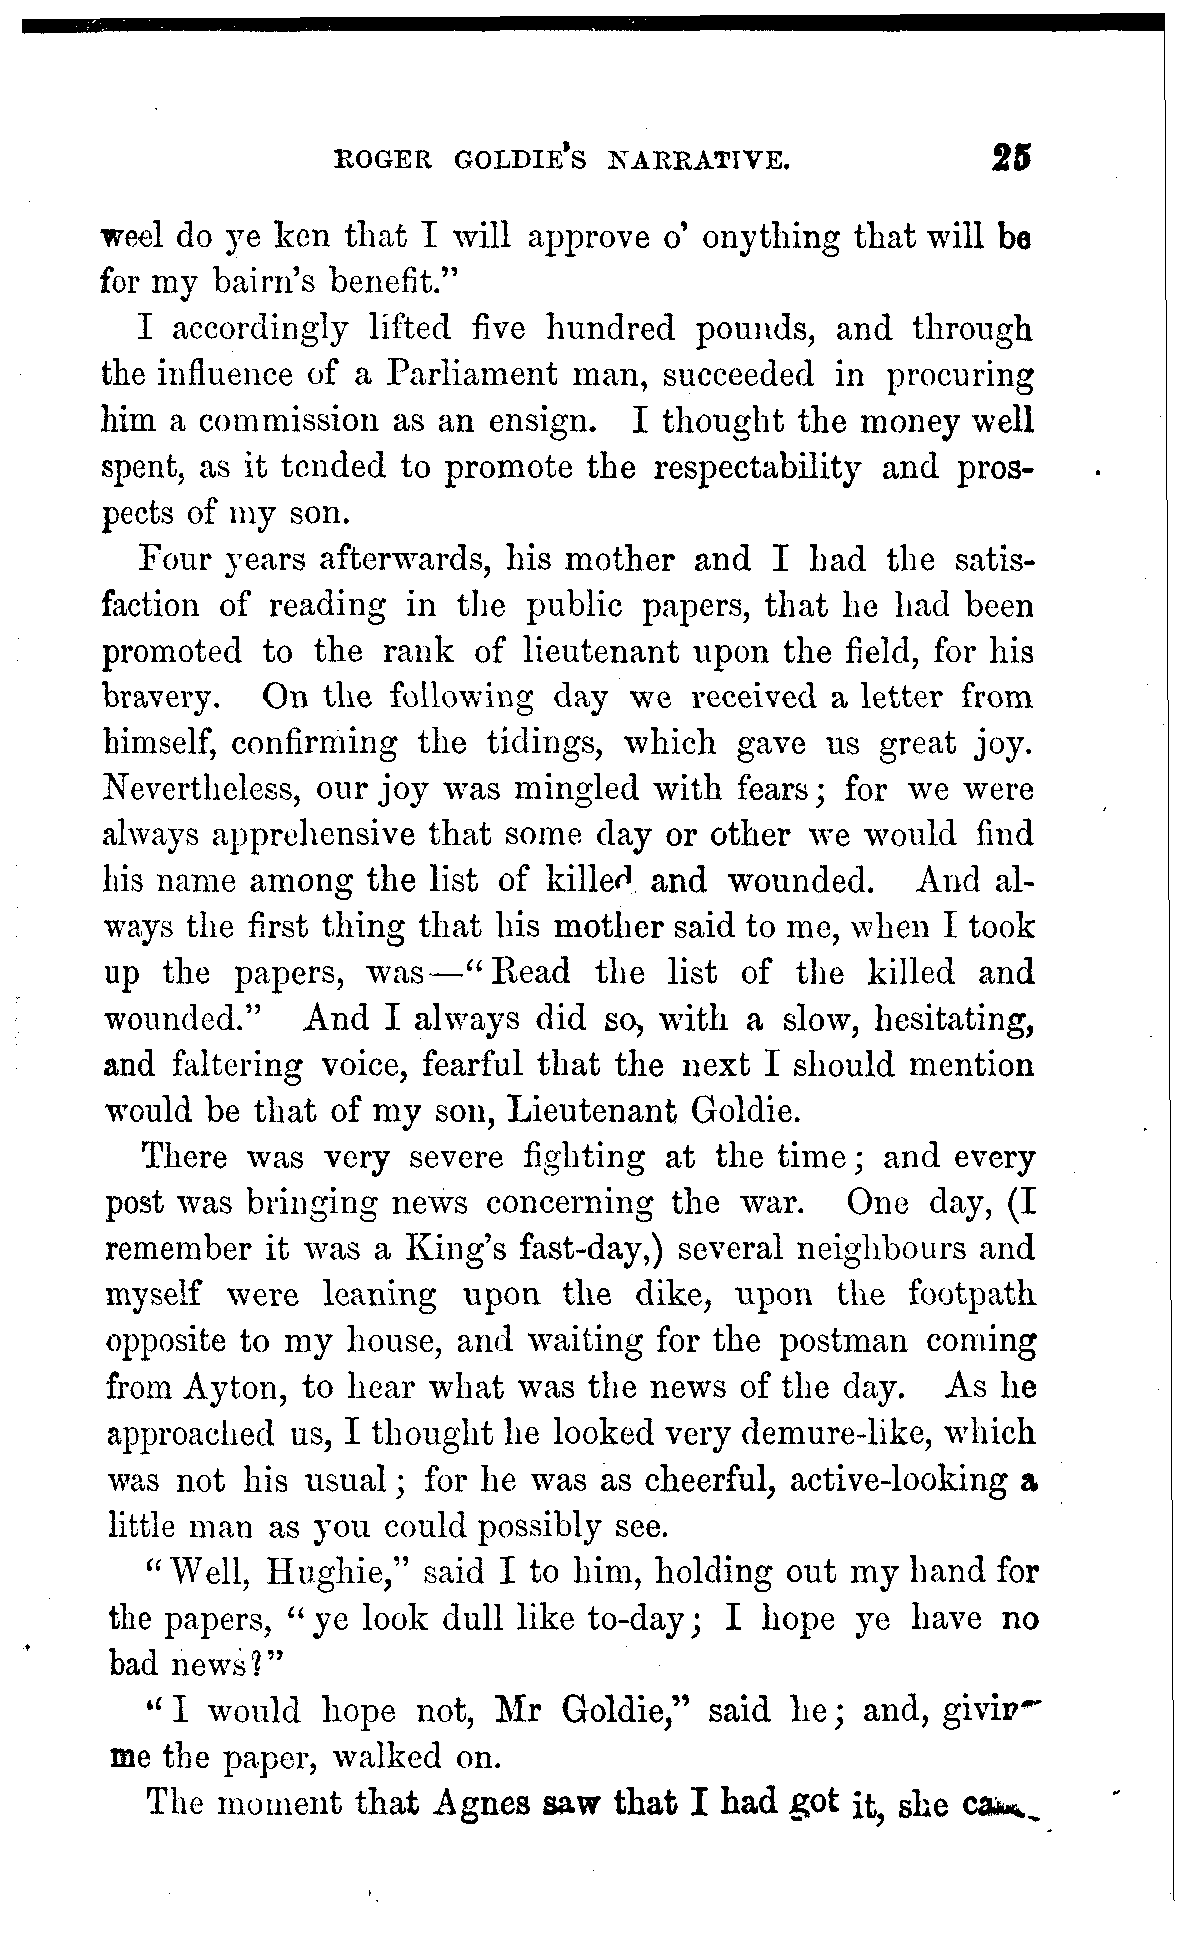 ROGER GOLDIE'S NARRATIVE. 25
weel do ye ken that I will approve o' onything that will be
for my bairn's benefit."
I accordingly lifted five hundred pounds, and through
the influence of a Parliament man, succeeded in procuring
him a commission as an ensign. I thought the money well
spent, as it tended to promote the respectability and pros-
pects of my son.
Four years afterwards, his mother and I had the satis-
faction of reading in the public papers, that he had been
promoted to the rank of lieutenant upon the field, for his
bravery. On the following day we received a letter from
himself, confirming the tidings, which gave us great joy.
Nevertheless, our joy was mingled with fears; for we were
always apprehensive that some day or other we would find
his name among the list of killed and wounded. And al-
ways the first thing that his mother said to me, when I took
up the papers, was—"Read the list of the killed and
wounded." And I always did so, with a slow, hesitating,
and faltering voice, fearful that the next I should mention
would be that of my son, Lieutenant Goldie.
There was very severe fighting at the time; and every
post was bringing news concerning the war. One day, (I
remember it was a King's fast-day,) several neighbours and
myself were leaning upon the dike, upon the footpath
opposite to my house, and waiting for the postman coming
from Ayton, to hear what was the news of the day. As he
approached us, I thought he looked very demure-like, which
was not his usual; for he was as cheerful, active-looking a
little man as you could possibly see.
"Well, Hughie," said I to him, holding out my hand for
the papers, "ye look dull like to-day; I hope ye have no
bad news?"
"I would hope not, Mr Goldie," said he; and, giving
me the paper, walked on.
The moment that Agnes saw that I had got it, she